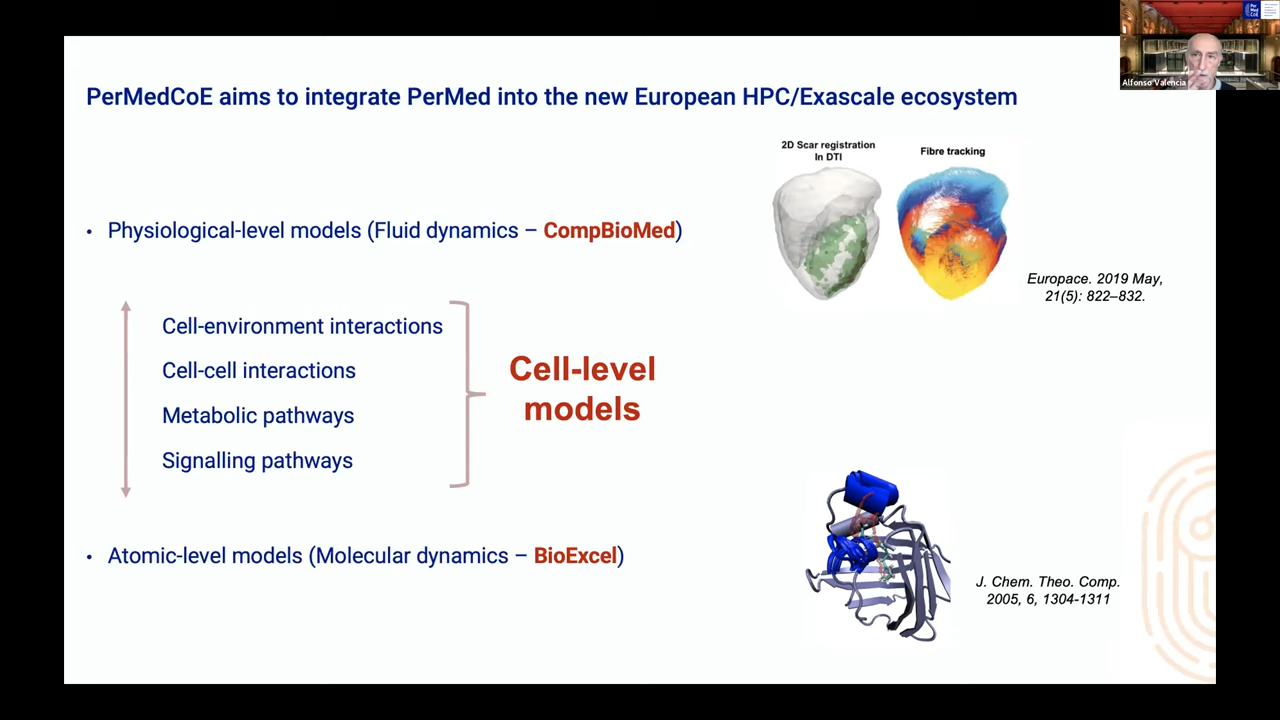 PerMedCoE aims to integrate PerMed into the new European HPC/Exascale ecosystem
Per
Med
CoE
Alfonso Valencia
2D Scar registration
In DTI
Fibre tracking
• Physiological-level models (Fluid dynamics – CompBioMed)
Europace. 2019 May,
21(5): 822–832.
Cell-environment interactions
Cell-cell interactions
Metabolic pathways
Signalling pathways
Cell-level
models
• Atomic-level models (Molecular dynamics – BioExcel)
J. Chem. Theo. Comp.
2005, 6, 1304-1311